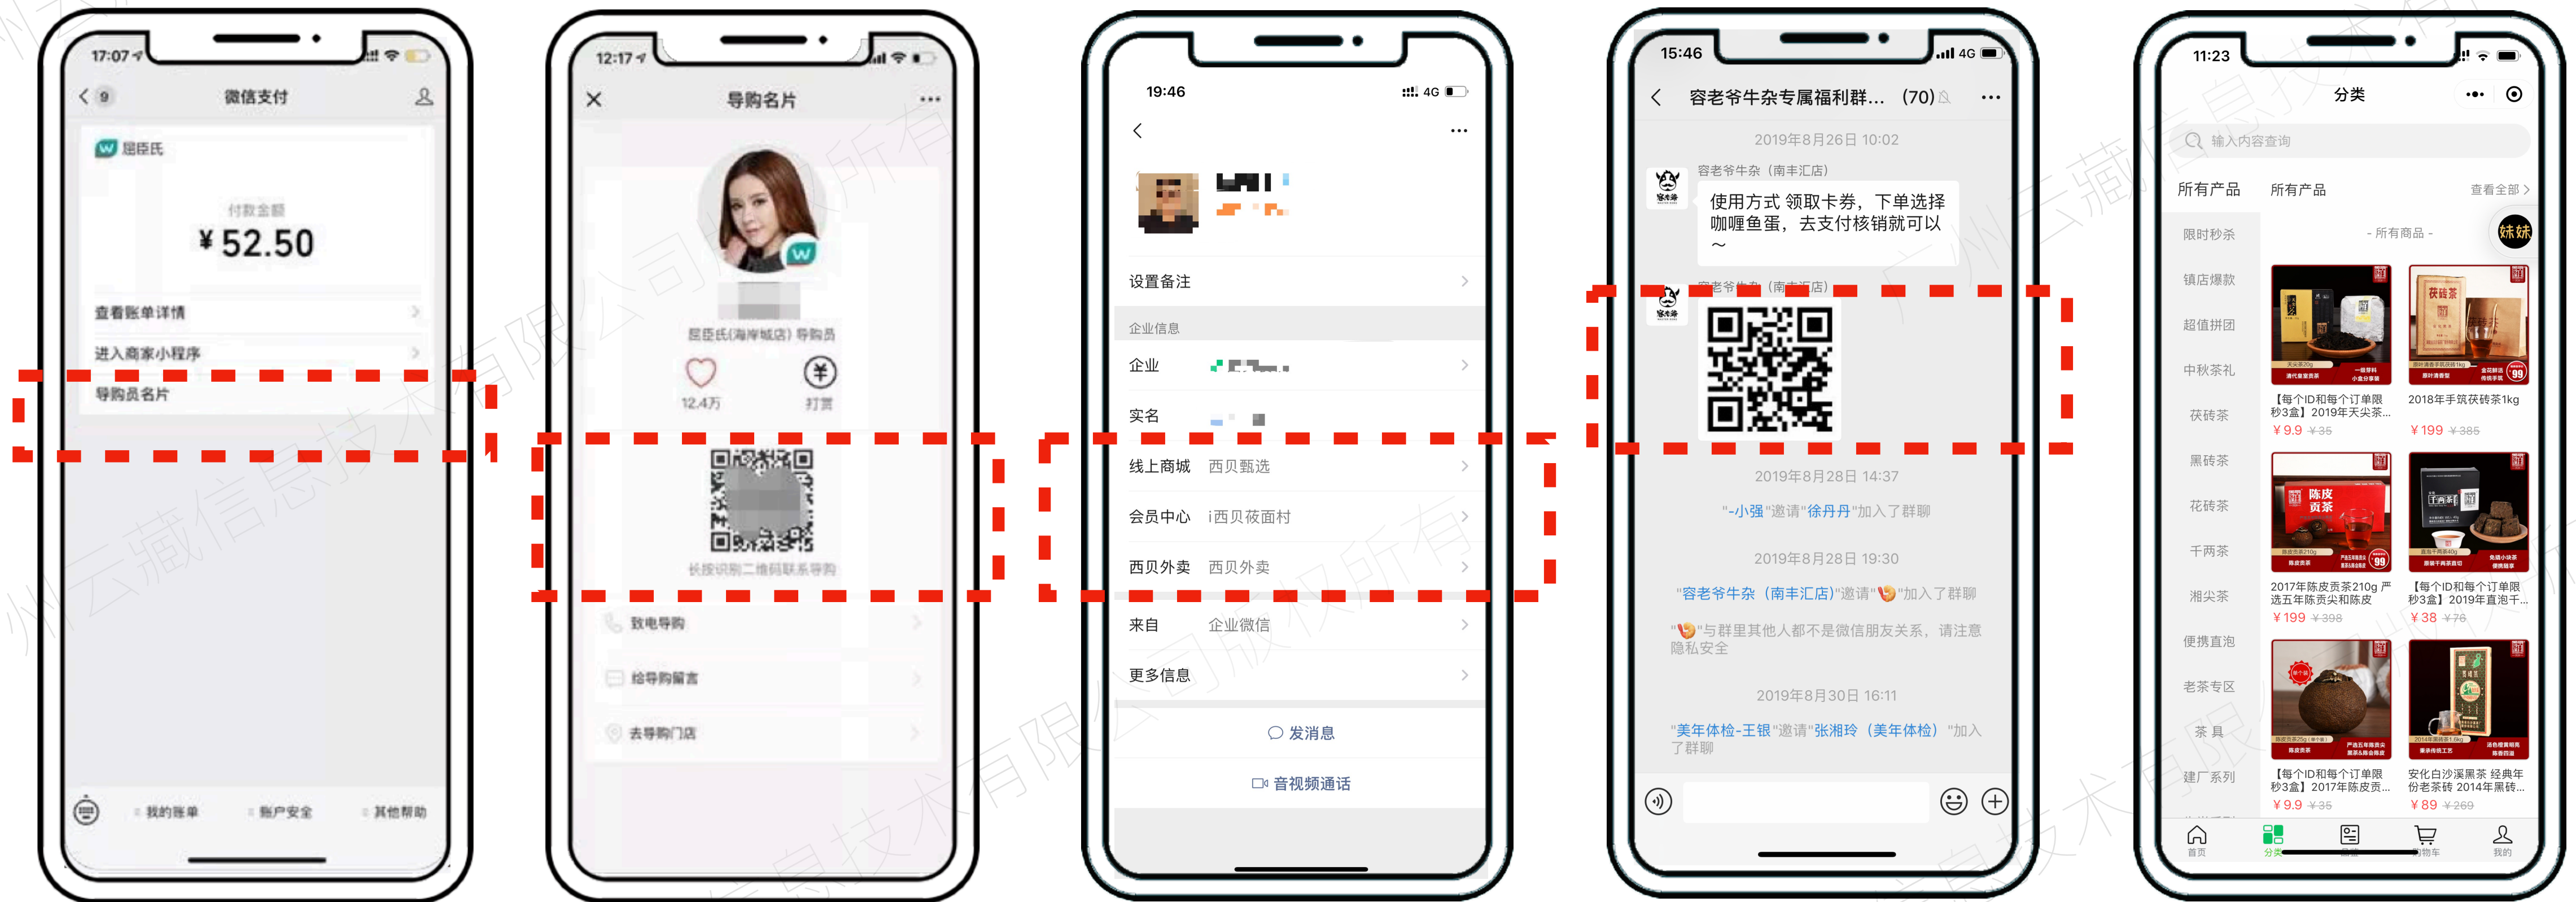 17:07
9
微信支付
屈臣氏
付款金额
¥ 52.50
查看账单详情
进入商家小程序
导购员名片
我的账单
账户安全
其他帮助
12:17
导购名片
屈臣氏(海岸城店) 导购员
12.4万
打赏
长按识别二维码联系导购
致电导购
给导购留言
去导购门店
19:46
4G
设置备注
企业信息
企业
实名
线上商城 西贝甄选
会员中心 i西贝莜面村
西贝外卖 西贝外卖
来自 企业微信
更多信息
发消息
音视频通话
15:46
4G
容老爷牛杂专属福利群... (70)
2019年8月26日 10:02
容老爷牛杂（南丰汇店）
使用方式 领取卡券，下单选择
咖喱鱼蛋，去支付核销就可以
～
容老爷牛杂（南丰汇店）
2019年8月28日 14:37
"-小强"邀请"徐丹丹"加入了群聊
2019年8月28日 19:30
"容老爷牛杂（南丰汇店)"邀请"🍤"加入了群聊
"🍤"与群里其他人都不是微信朋友关系，请注意
隐私安全
2019年8月30日 16:11
"美年体检-王银"邀请"张湘玲（美年体检）"加入
了群聊
11:23
分类
输入内容查询
所有产品
所有产品
查看全部
- 所有商品 -
妹妹
限时秒杀
镇店爆款
超值拼团
中秋茶礼
茯砖茶
黑砖茶
花砖茶
千两茶
湘尖茶
便携直泡
老茶专区
茶 具
建厂系列
【每个ID和每个订单限
秒3盒】2019年天尖茶...
¥9.9 ¥35
2018年手筑茯砖茶1kg
¥199 ¥385
2017年陈皮贡茶210g 严
选五年陈贡尖和陈皮
¥199 ¥398
【每个ID和每个订单限
秒3盒】2019年直泡千...
¥38 ¥76
【每个ID和每个订单限
秒3盒】2017年陈皮贡...
¥9.9 ¥35
安化白沙溪黑茶 经典年
份老茶砖 2014年黑砖...
¥89 ¥269
首页
分类
购物车
我的